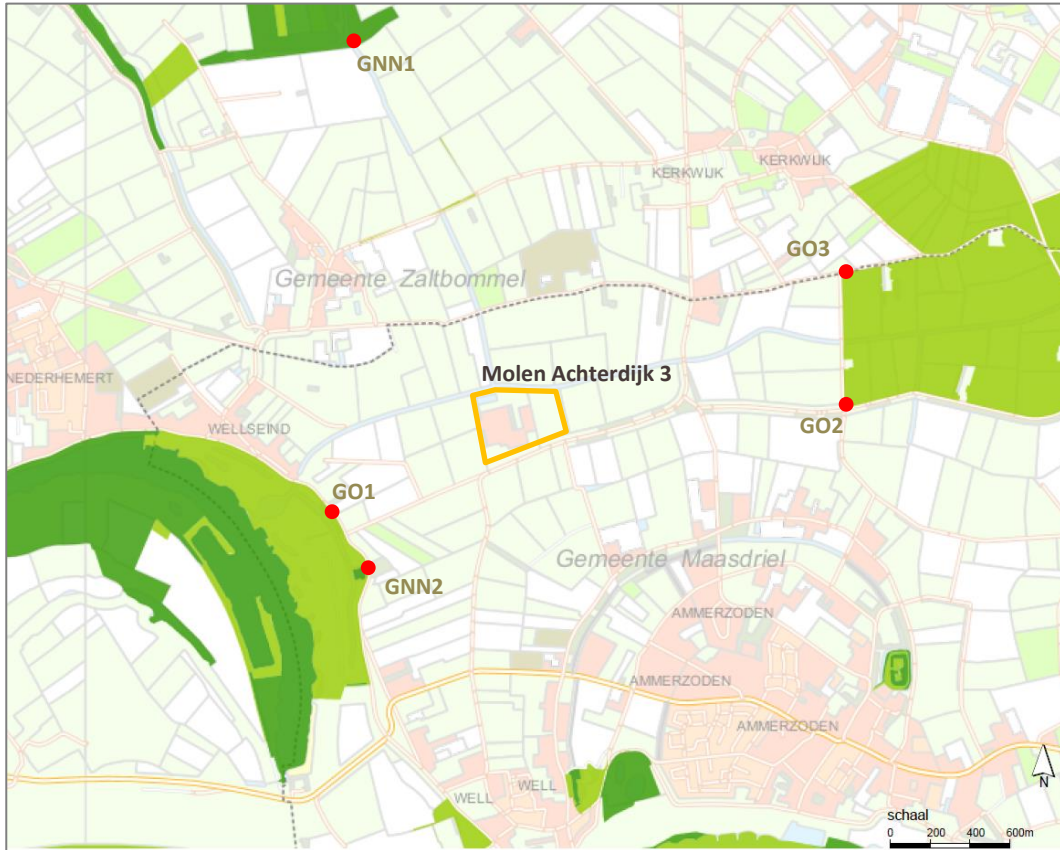 GNN1
KERKWIJK
KERKWIJK
GO3
Gemeente Zaltbommel
Molen Achterdijk 3
NEDERHEMERT
GO2
WELLSEIND
GO1
Gemeente Maasdriel
GNN2
AMMERZODEN
AMMERZODEN
AMMERZODEN
WELL
WELL
N
schaal
0 200 400 600m